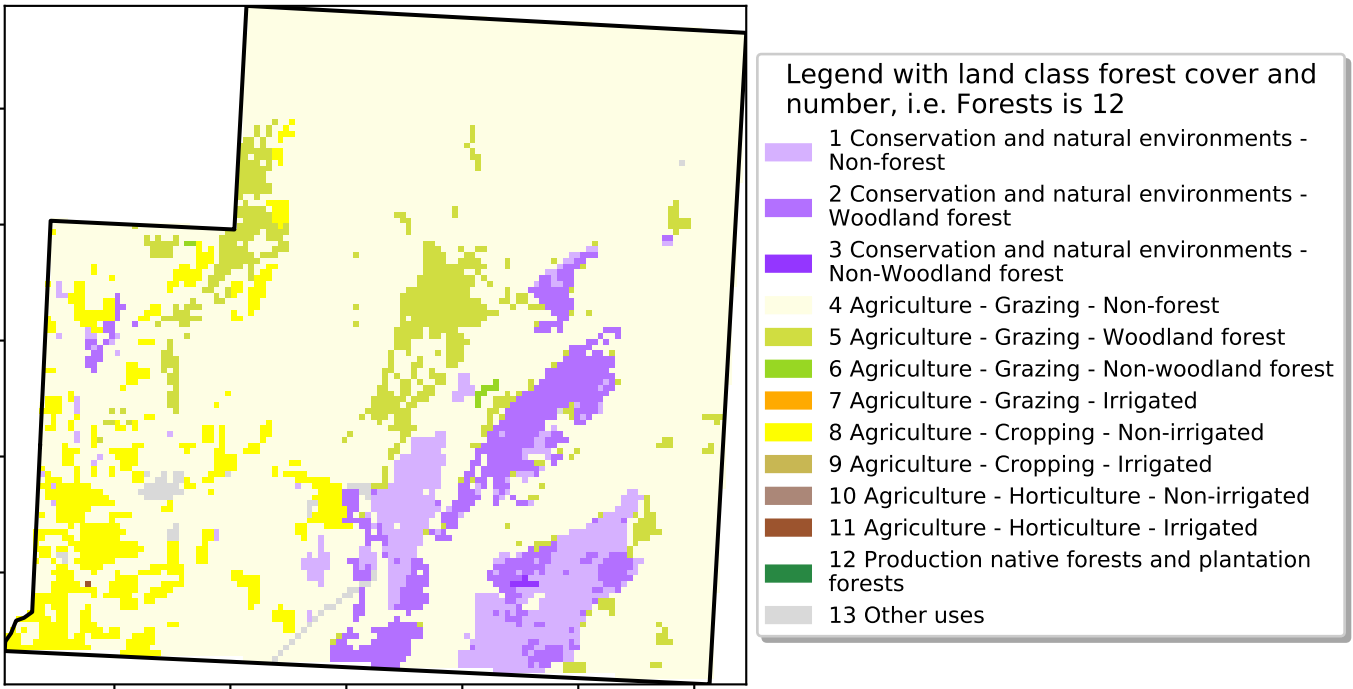 Legend with land class forest cover and
number, i.e. Forests is 12
1 Conservation and natural environments -
Non-forest
2 Conservation and natural environments -
Woodland forest
3 Conservation and natural environments -
Non-Woodland forest
4 Agriculture - Grazing - Non-forest
5 Agriculture - Grazing - Woodland forest
6 Agriculture - Grazing - Non-woodland forest
7 Agriculture - Grazing - Irrigated
8 Agriculture - Cropping - Non-irrigated
9 Agriculture - Cropping - Irrigated
10 Agriculture - Horticulture - Non-irrigated
11 Agriculture - Horticulture - Irrigated
12 Production native forests and plantation
forests
13 Other uses